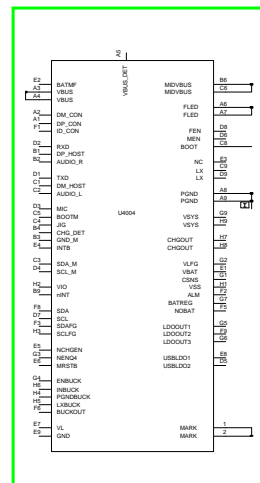 A5
VBUS_DET
E2 BATMF MIDVBUS B6
A3 VBUS MIDVBUS C6
A4 VBUS
FLED A6
A2 DM_CON FLED A7
A1 DP_CON
F1 ID_CON FEN D8
MEN D6
D2 RXD BOOT C8
B1 DP_HOST
B2 AUDIO_R NC E3
LX C9
D1 TXD LX D9
C1 DM_HOST
C2 AUDIO_L PGND A8
PGND A9
D3 MIC
C5 BOOTM U4004 VSYS G9
C4 JIG VSYS H9
B4 CHG_DET
B3 GND_M CHGOUT H7
E4 INTB CHGOUT H8
C3 SDA_M VLFG G2
D4 SCL_M VBAT E1
CSNS G1
H2 VIO VSS H1
B9 nINT ALM F2
BATREG G7
F8 SDA NOBAT F5
D7 SCL
F3 SDAFG LDOOUT1 G5
H3 SCLFG LDOOUT2 F9
LDOOUT3 G6
E5 NCHGEN
G3 NENQ4 USBLDO1 E8
E6 MRSTB USBLDO2 D5
G4 ENBUCK
H6 INBUCK
H4 PGNDBUCK
H5 LXBUCK
F6 BUCKOUT
E7 VL MARK 1
E9 GND MARK 2